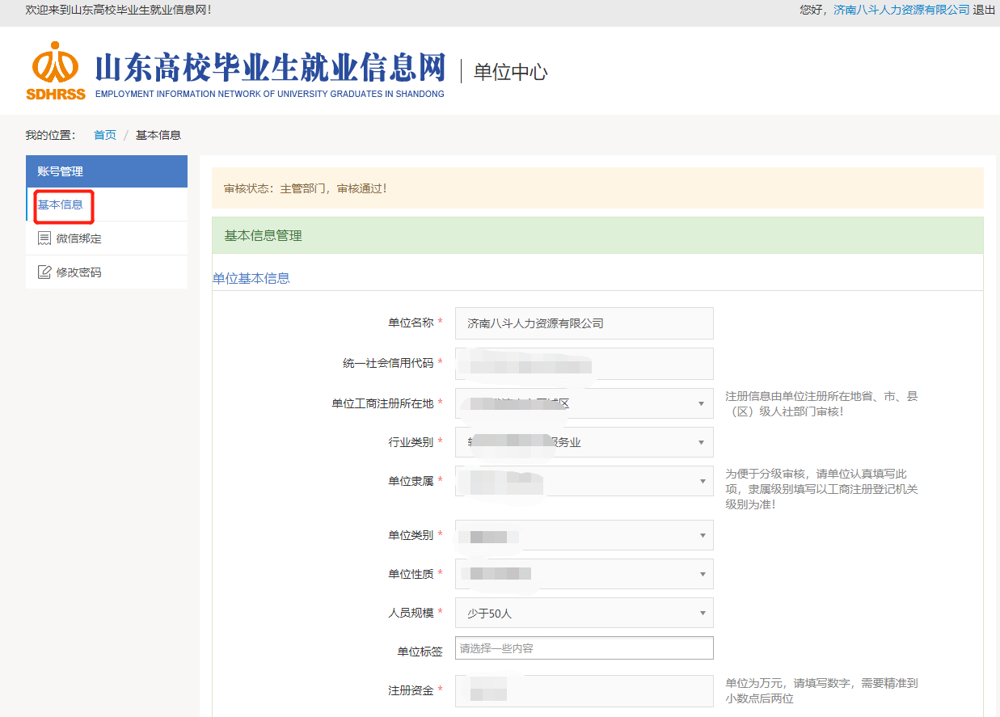 欢迎来到山东高校毕业生就业信息网！
您好，济南八斗人力资源有限公司 退出
SDHRSS
山东高校毕业生就业信息网
EMPLOYMENT INFORMATION NETWORK OF UNIVERSITY GRADUATES IN SHANDONG
单位中心
我的位置： 首页 / 基本信息
账号管理
基本信息
微信绑定
修改密码
审核状态：主管部门，审核通过！
基本信息管理
单位基本信息
单位名称 * 济南八斗人力资源有限公司
统一社会信用代码 *
单位工商注册所在地 * 区
注册信息由单位注册所在地省、市、县
（区）级人社部门审核！
行业类别 * 服务业
单位隶属 *
为便于分级审核，请单位认真填写此
项，隶属级别填写以工商注册登记机关
级别为准！
单位类别 *
单位性质 *
人员规模 * 少于50人
单位标签 请选择一些内容
注册资金 *
单位为万元，请填写数字，需要精准到
小数点后两位